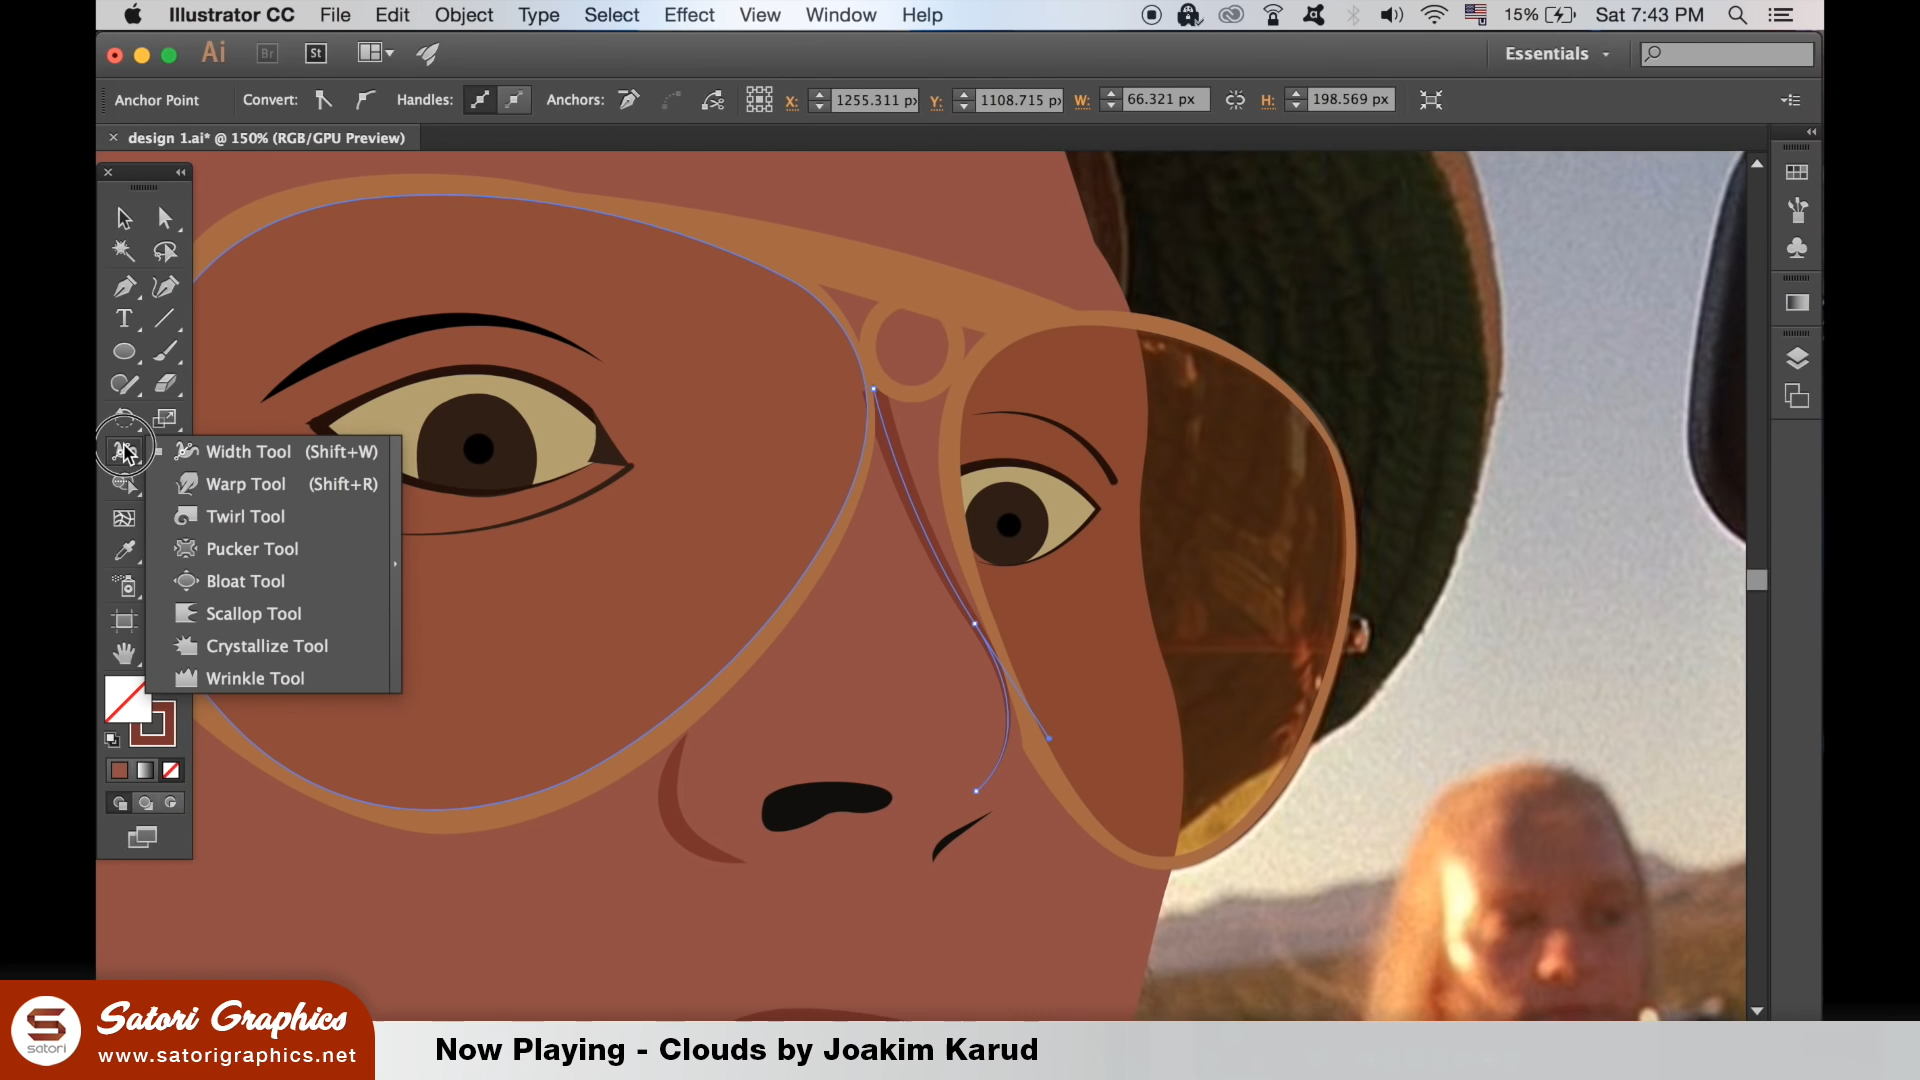 Illustrator CC File Edit Object Type Select Effect View Window Help 15% Sat 7:43 PM
Ai Br St Essentials
Anchor Point Convert: Handles: Anchors: X: 1255.311 px Y: 1108.715 px W: 66.321 px H: 198.569 px
× design 1.ai* @ 150% (RGB/GPU Preview)
T
Width Tool (Shift+W)
Warp Tool (Shift+R)
Twirl Tool
Pucker Tool
Bloat Tool
Scallop Tool
Crystallize Tool
Wrinkle Tool
satori
Satori Graphics
www.satorigraphics.net
Now Playing - Clouds by Joakim Karud